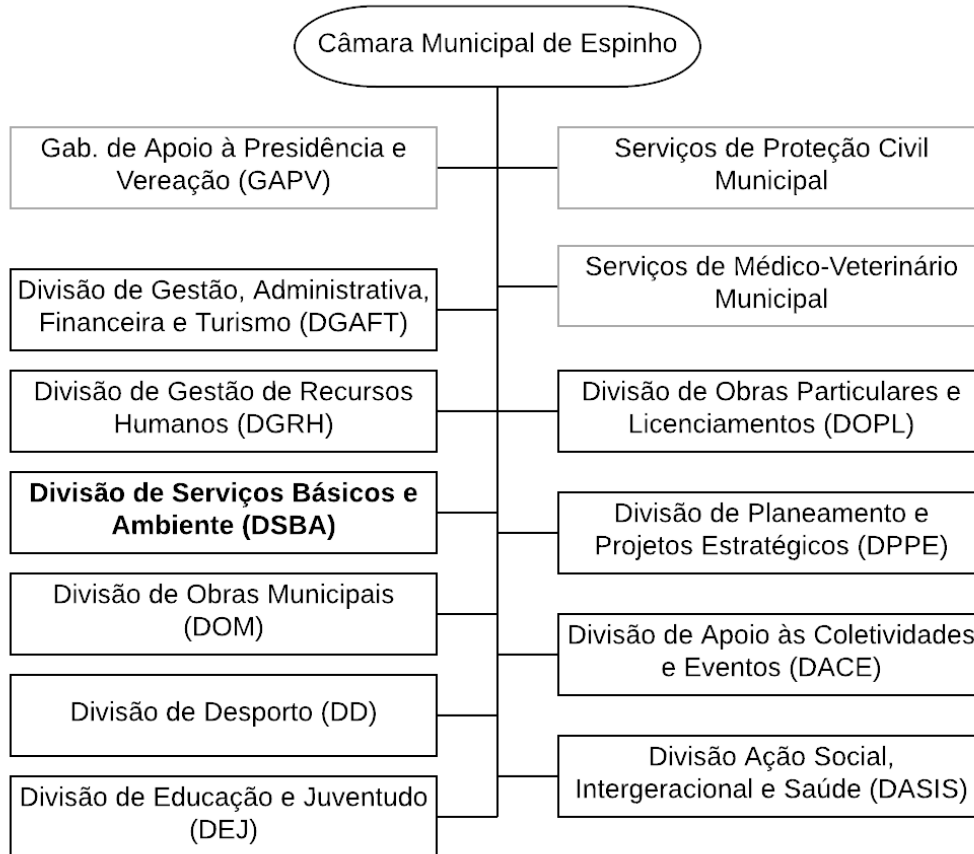 Câmara Municipal de Espinho
Gab. de Apoio à Presidência e
Vereação (GAPV)
Serviços de Proteção Civil
Municipal
Serviços de Médico-Veterinário
Municipal
Divisão de Gestão, Administrativa,
Financeira e Turismo (DGAFT)
Divisão de Gestão de Recursos
Humanos (DGRH)
Divisão de Obras Particulares e
Licenciamentos (DOPL)
Divisão de Serviços Básicos e
Ambiente (DSBA)
Divisão de Planeamento e
Projetos Estratégicos (DPPE)
Divisão de Obras Municipais
(DOM)
Divisão de Apoio às Coletividades
e Eventos (DACE)
Divisão de Desporto (DD)
Divisão Ação Social,
Intergeracional e Saúde (DASIS)
Divisão de Educação e Juventudo
(DEJ)